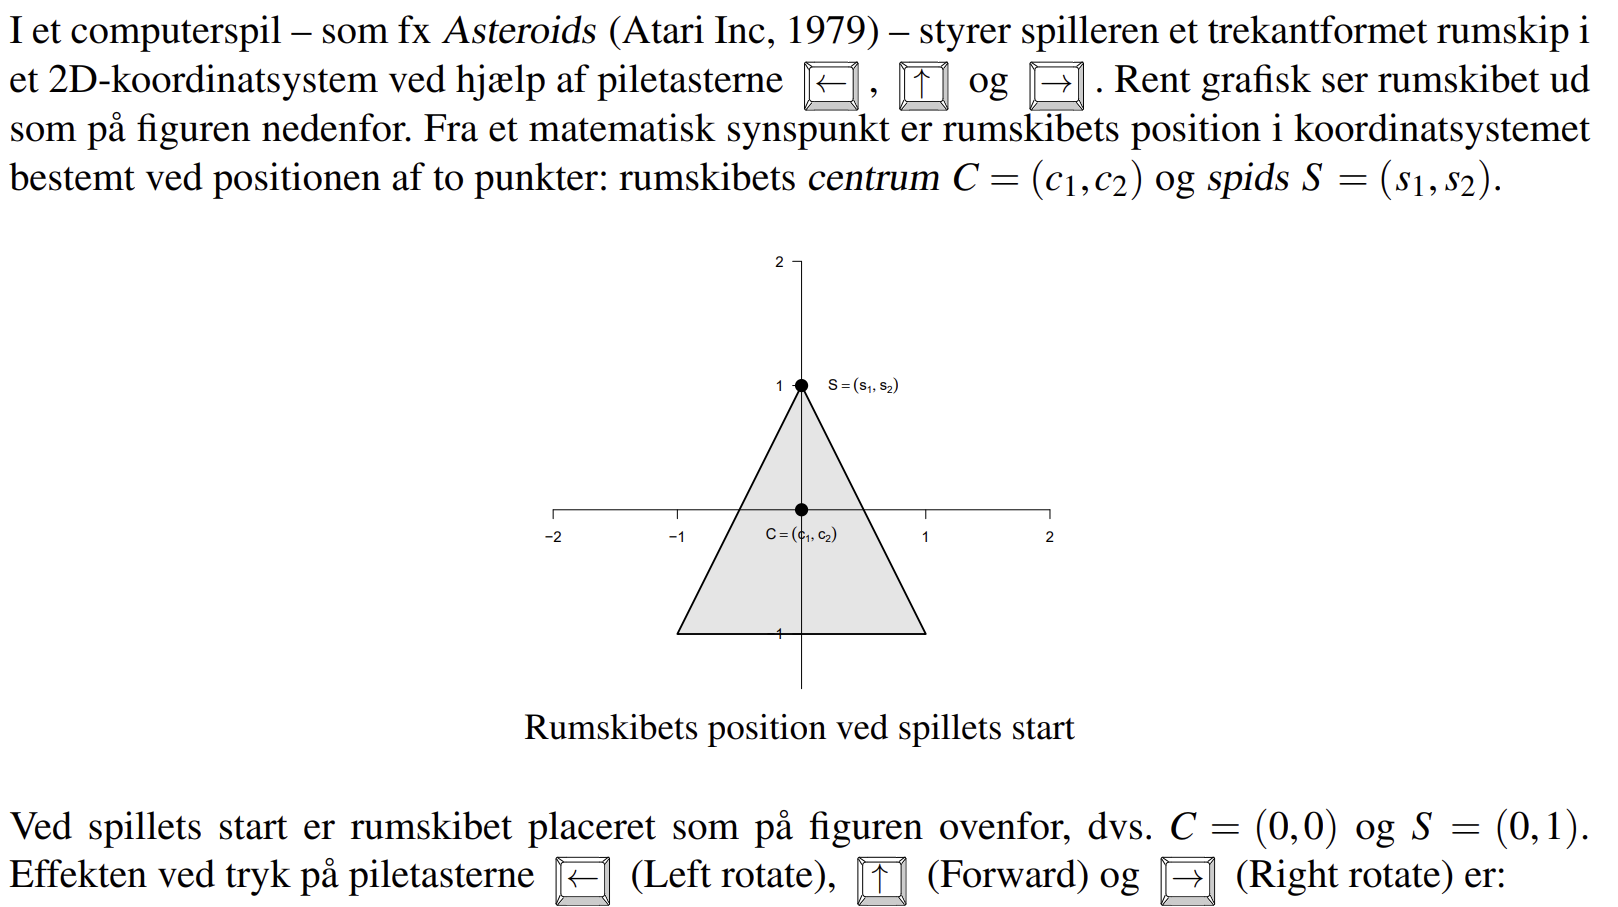 I et computerspil – som fx Asteroids (Atari Inc, 1979) – styrer spilleren et trekantformet rumskip i
et 2D-koordinatsystem ved hjælp af piletasterne ← , ↑ og → . Rent grafisk ser rumskibet ud
som på figuren nedenfor. Fra et matematisk synspunkt er rumskibets position i koordinatsystemet
bestemt ved positionen af to punkter: rumskibets centrum C = (c₁,c₂) og spids S = (s₁,s₂).
2
1 S = (s₁, s₂)
−2 −1 C = (c₁, c₂) 1 2
−1
Rumskibets position ved spillets start
Ved spillets start er rumskibet placeret som på figuren ovenfor, dvs. C = (0,0) og S = (0,1).
Effekten ved tryk på piletasterne ← (Left rotate), ↑ (Forward) og → (Right rotate) er: